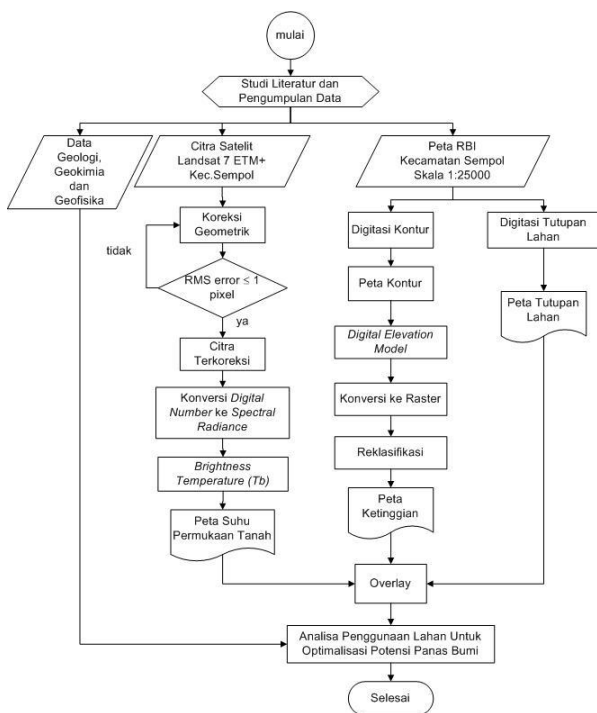 mulai
Studi Literatur dan
Pengumpulan Data
Data
Geologi,
Geokimia
dan
Geofisika
Citra Satelit
Landsat 7 ETM+
Kec.Sempol
Peta RBI
Kecamatan Sempol
Skala 1:25000
Koreksi
Geometrik
tidak
RMS error ≤ 1
pixel
ya
Citra
Terkoreksi
Konversi Digital
Number ke Spectral
Radiance
Brightness
Temperature (Tb)
Peta Suhu
Permukaan Tanah
Digitasi Kontur
Peta Kontur
Digital Elevation
Model
Konversi ke Raster
Reklasifikasi
Peta
Ketinggian
Digitasi Tutupan
Lahan
Peta Tutupan
Lahan
Overlay
Analisa Penggunaan Lahan Untuk
Optimalisasi Potensi Panas Bumi
Selesai